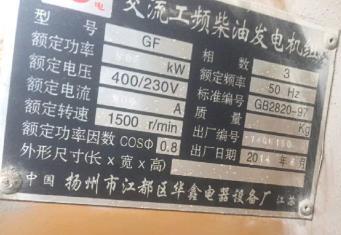 电 交流工频柴油发电机组
型号 GF 相数 3
额定功率 kW 额定频率 50 Hz
额定电压 400/230V 标准编号 GB2820-97
额定电流 A 质量 Kg
额定转速 1500 r/min 出厂编号
额定功率因数 COSΦ 0.8 出厂日期 年 月
外形尺寸(长×宽×高)
中国 扬州市江都区华鑫电器设备厂 江苏